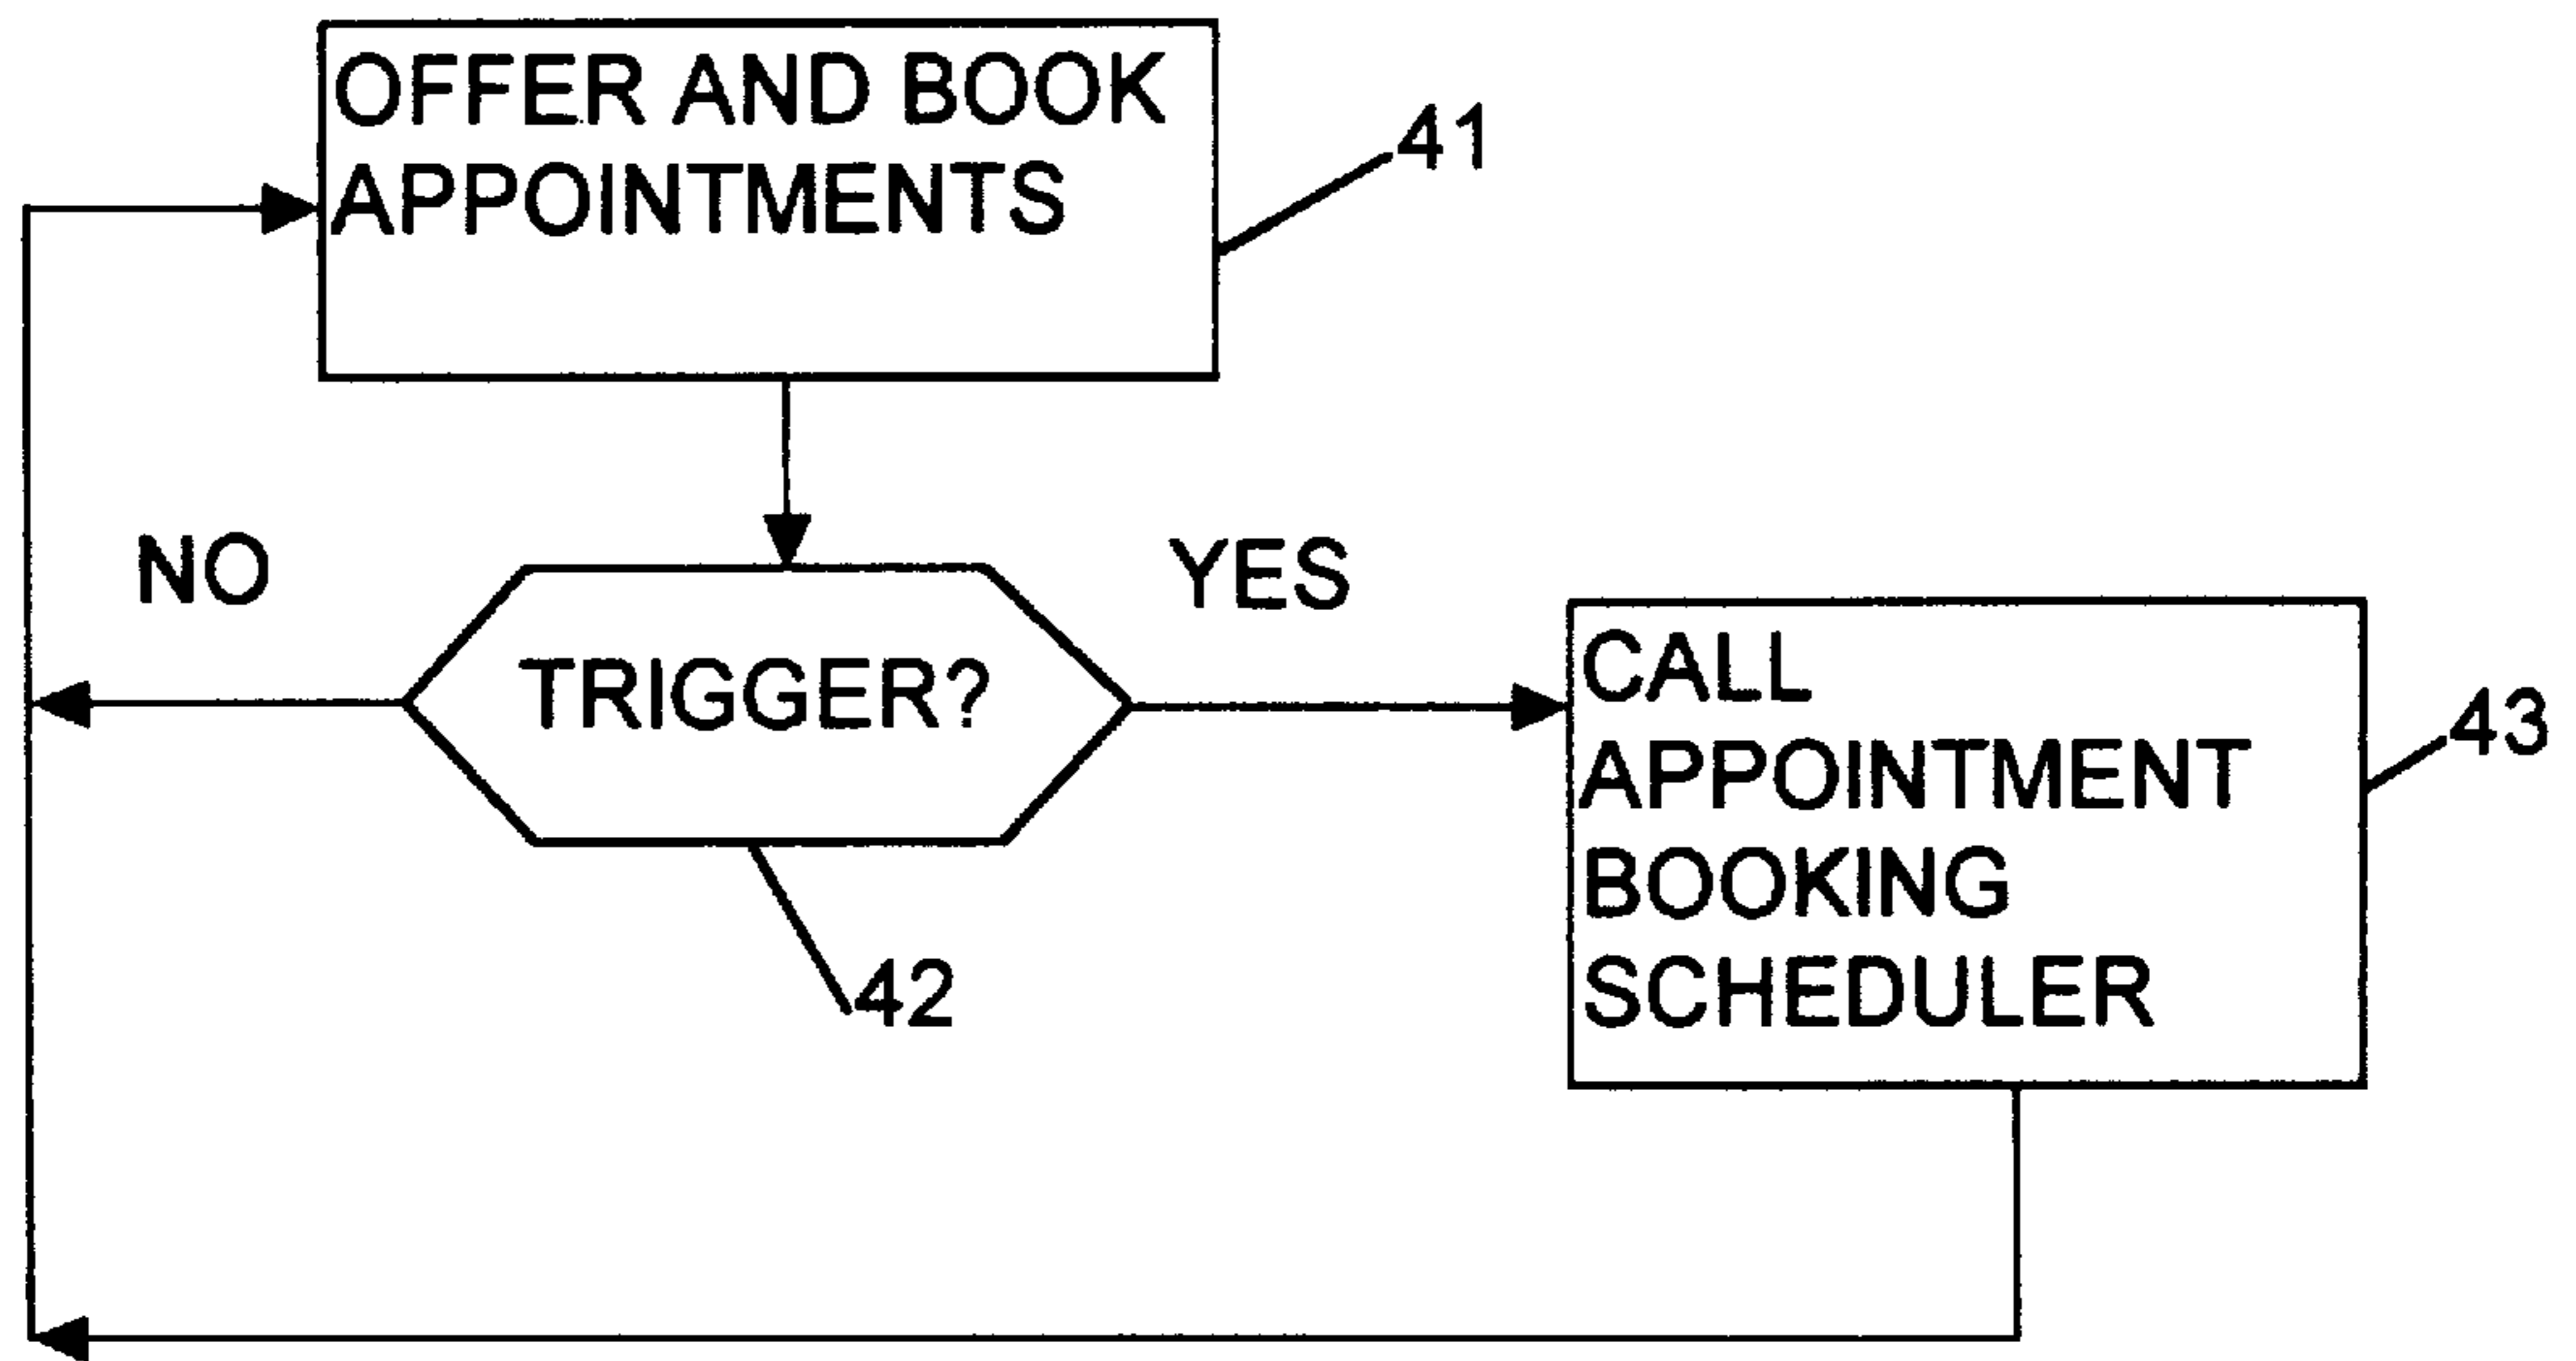 OFFER AND BOOK
APPOINTMENTS
41
NO
YES
TRIGGER?
42
CALL
APPOINTMENT
BOOKING
SCHEDULER
43